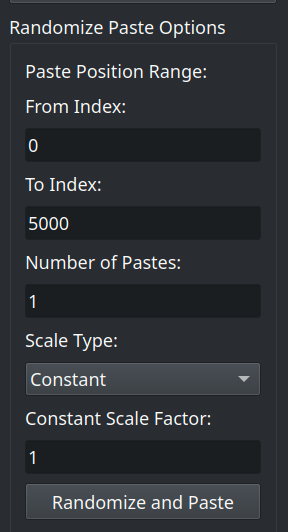 Randomize Paste Options
Paste Position Range:
From Index:
0
To Index:
5000
Number of Pastes:
1
Scale Type:
Constant
Constant Scale Factor:
1
Randomize and Paste